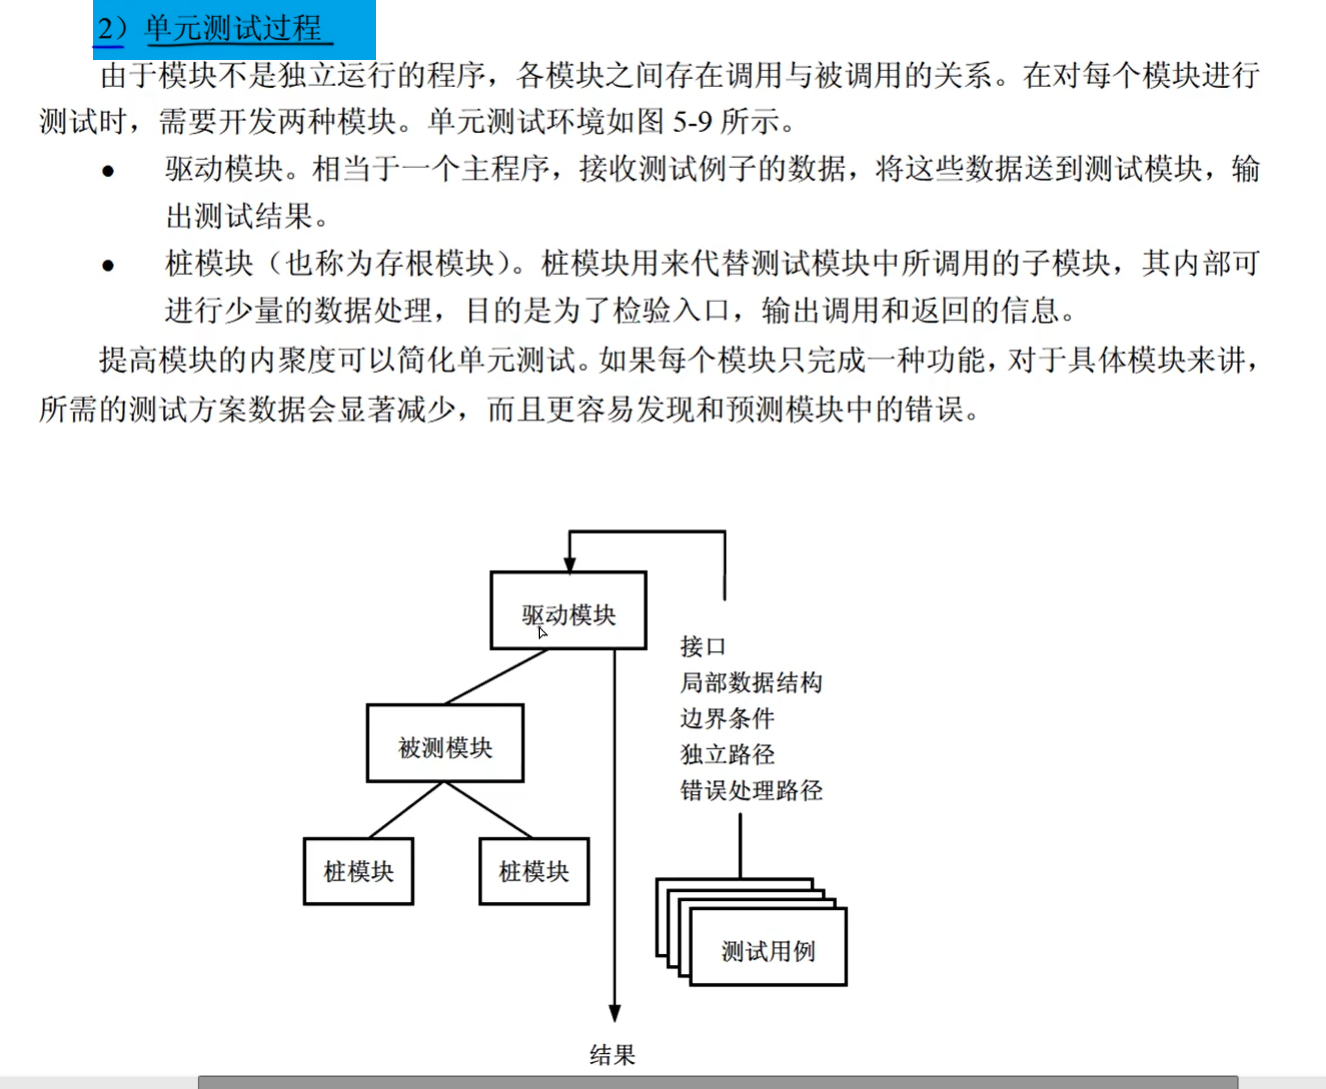 2）单元测试过程
由于模块不是独立运行的程序，各模块之间存在调用与被调用的关系。在对每个模块进行
测试时，需要开发两种模块。单元测试环境如图 5-9 所示。
● 驱动模块。相当于一个主程序，接收测试例子的数据，将这些数据送到测试模块，输
出测试结果。
● 桩模块（也称为存根模块）。桩模块用来代替测试模块中所调用的子模块，其内部可
进行少量的数据处理，目的是为了检验入口，输出调用和返回的信息。
提高模块的内聚度可以简化单元测试。如果每个模块只完成一种功能，对于具体模块来讲，
所需的测试方案数据会显著减少，而且更容易发现和预测模块中的错误。
驱动模块
接口
局部数据结构
边界条件
独立路径
错误处理路径
被测模块
桩模块
桩模块
测试用例
结果